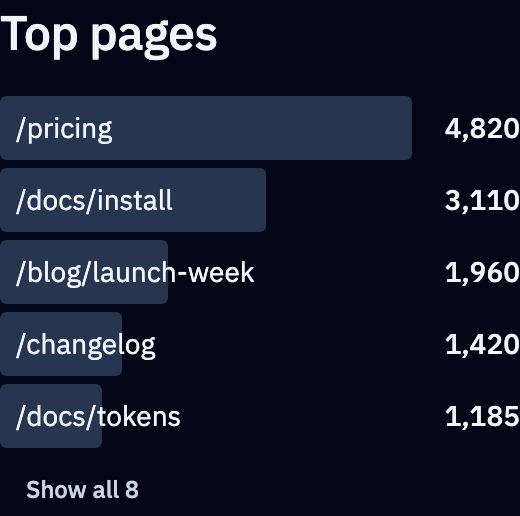 Top pages
/pricing 4,820
/docs/install 3,110
/blog/launch-week 1,960
/changelog 1,420
/docs/tokens 1,185
Show all 8